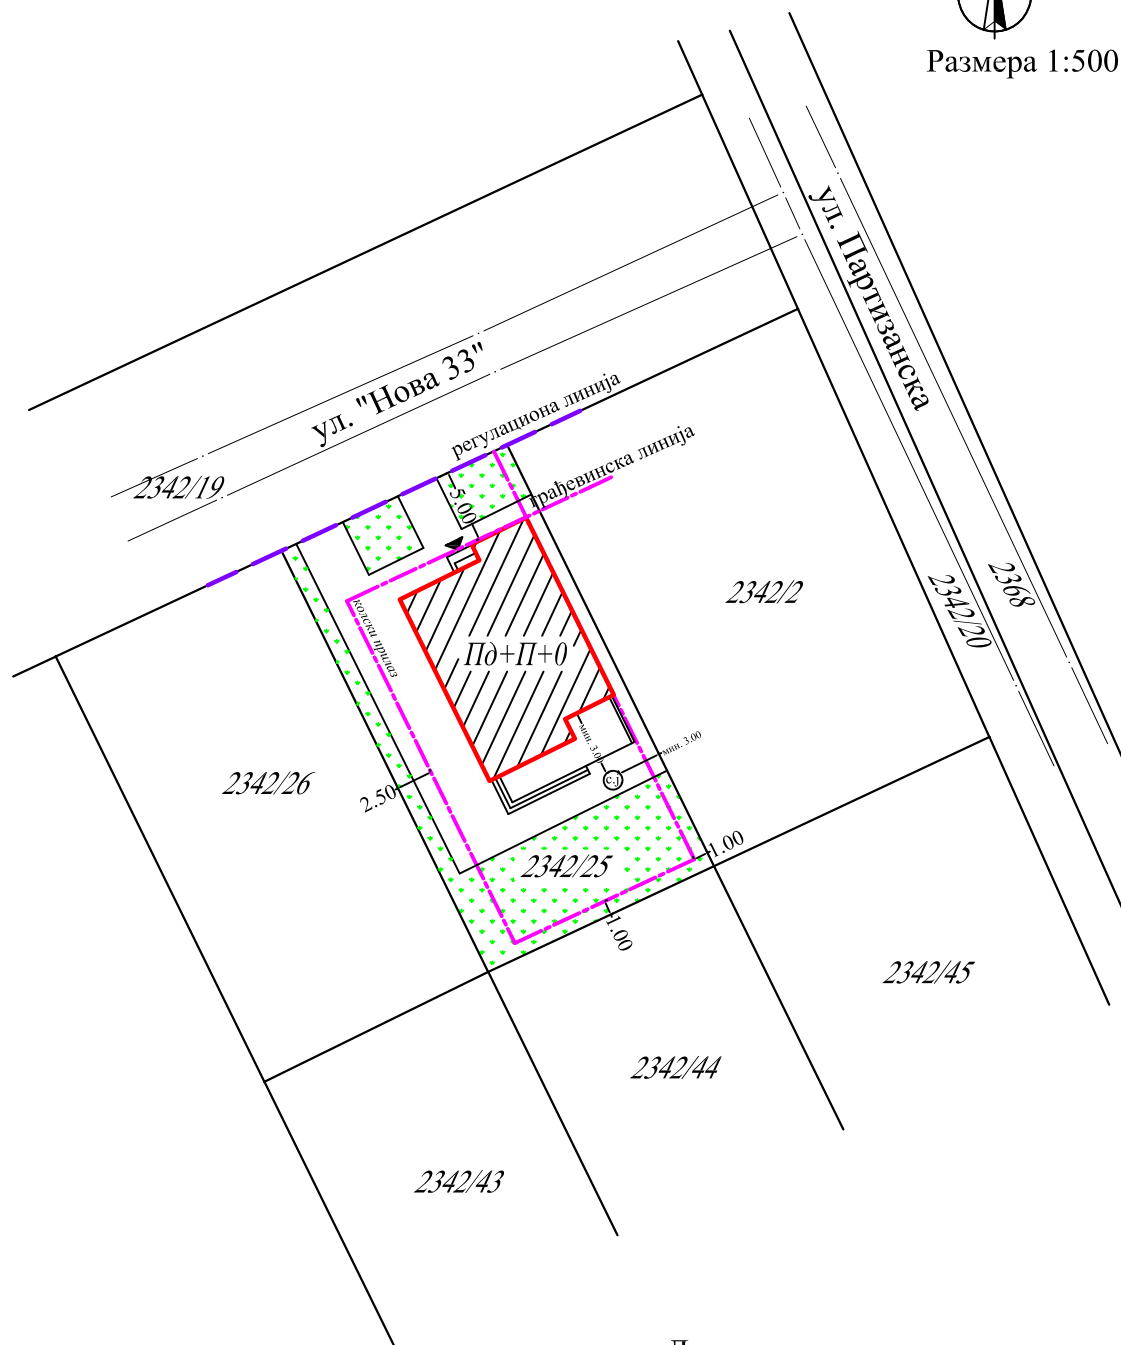 Размера 1:500
ул. Партизанска
ул. "Нова 33"
регулациона линија
грађевинска линија
2342/19
5.00
колски прилаз
Пд+П+0
2342/2
2342/20
2368
мин. 3.00
мин. 3.00
с.ј
2342/26
2.50
2342/25
1.00
1.00
2342/45
2342/44
2342/43